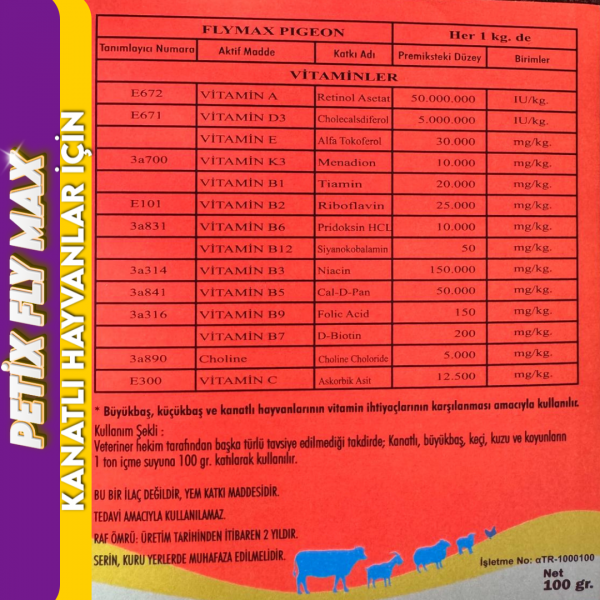 PETİX FLY MAX
KANATLI HAYVANLAR İÇİN
FLYMAX PIGEON Her 1 kg. de
Tanımlayıcı Numara Aktif Madde Katkı Adı Premiksteki Düzey Birimler
VİTAMİNLER
E672 VİTAMİN A Retinol Asetat 50.000.000 IU/kg.
E671 VİTAMİN D3 Cholecalsdiferol 5.000.000 IU/kg.
VİTAMİN E Alfa Tokoferol 30.000 mg/kg.
3a700 VİTAMİN K3 Menadion 10.000 mg/kg.
VİTAMİN B1 Tiamin 20.000 mg/kg.
E101 VİTAMİN B2 Riboflavin 25.000 mg/kg.
3a831 VİTAMİN B6 Pridoksin HCL 10.000 mg/kg.
VİTAMİN B12 Siyanokobalamin 50 mg/kg.
3a314 VİTAMİN B3 Niacin 150.000 mg/kg.
3a841 VİTAMİN B5 Cal-D-Pan 50.000 mg/kg.
3a316 VİTAMİN B9 Folic Acid 150 mg/kg.
VİTAMİN B7 D-Biotin 200 mg/kg.
3a890 Choline Choline Choloride 5.000 mg/kg.
E300 VİTAMİN C Askorbik Asit 12.500 mg/kg.
* Büyükbaş, küçükbaş ve kanatlı hayvanlarının vitamin ihtiyaçlarının karşılanması amacıyla kullanılır.
Kullanım Şekli :
Veteriner hekim tarafından başka türlü tavsiye edilmediği takdirde; Kanatlı, büyükbaş, keçi, kuzu ve koyunların
1 ton içme suyuna 100 gr. katılarak kullanılır.
BU BİR İLAÇ DEĞİLDİR, YEM KATKI MADDESİDİR.
TEDAVİ AMACIYLA KULLANILAMAZ.
RAF ÖMRÜ: ÜRETİM TARİHİNDEN İTİBAREN 2 YILDIR.
SERİN, KURU YERLERDE MUHAFAZA EDİLMELİDİR.
İşletme No: αTR-1000100
Net
100 gr.